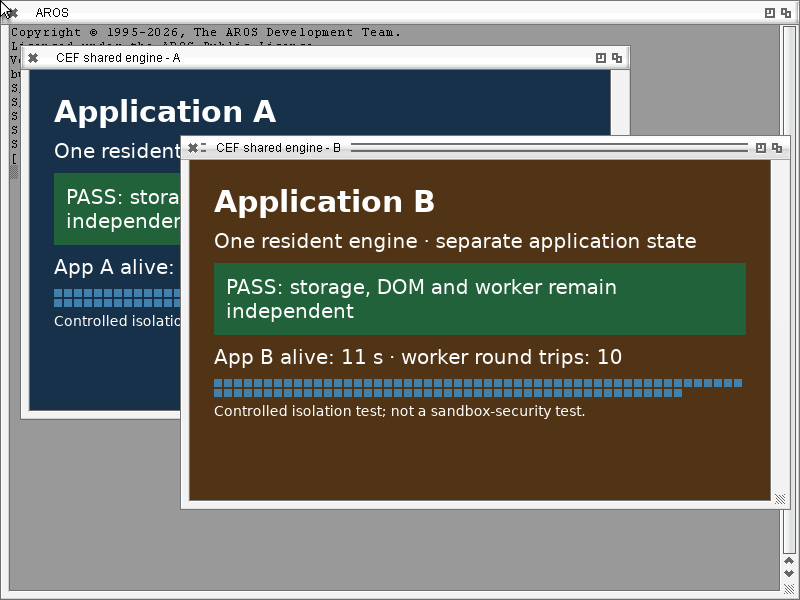 AROS
Copyright © 1995-2026, The AROS Development Team.
CEF shared engine - A
Application A
One resident
PASS: stora
independer
App A alive:
Controlled isolatio
CEF shared engine - B
Application B
One resident engine · separate application state
PASS: storage, DOM and worker remain
independent
App B alive: 11 s · worker round trips: 10
Controlled isolation test; not a sandbox-security test.